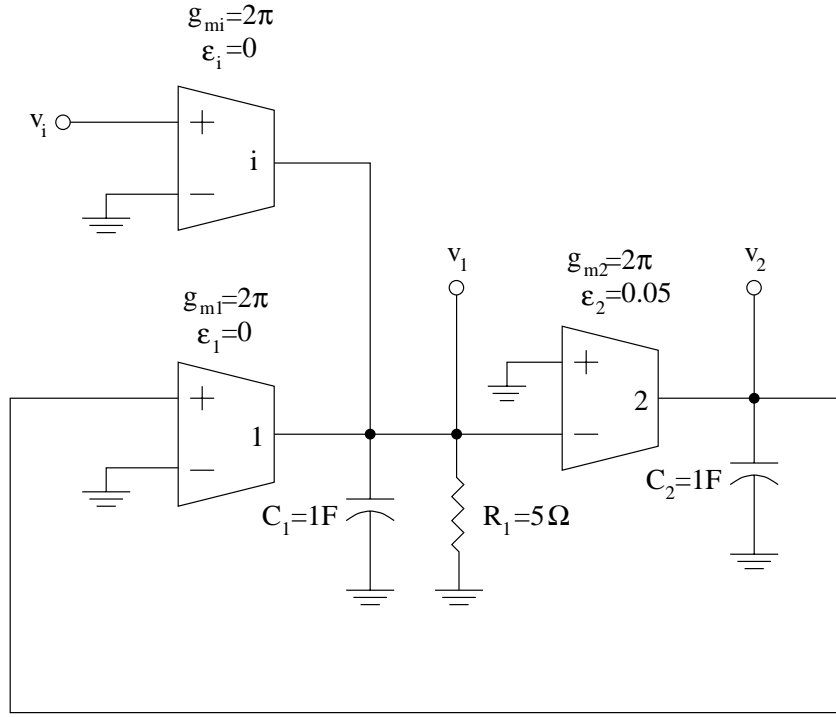 g_mi=2π
ε_i=0
v_i
+
i
−
g_m1=2π
ε_1=0
+
1
−
v_1
g_m2=2π
ε_2=0.05
v_2
+
2
−
C_1=1F
R_1=5Ω
C_2=1F